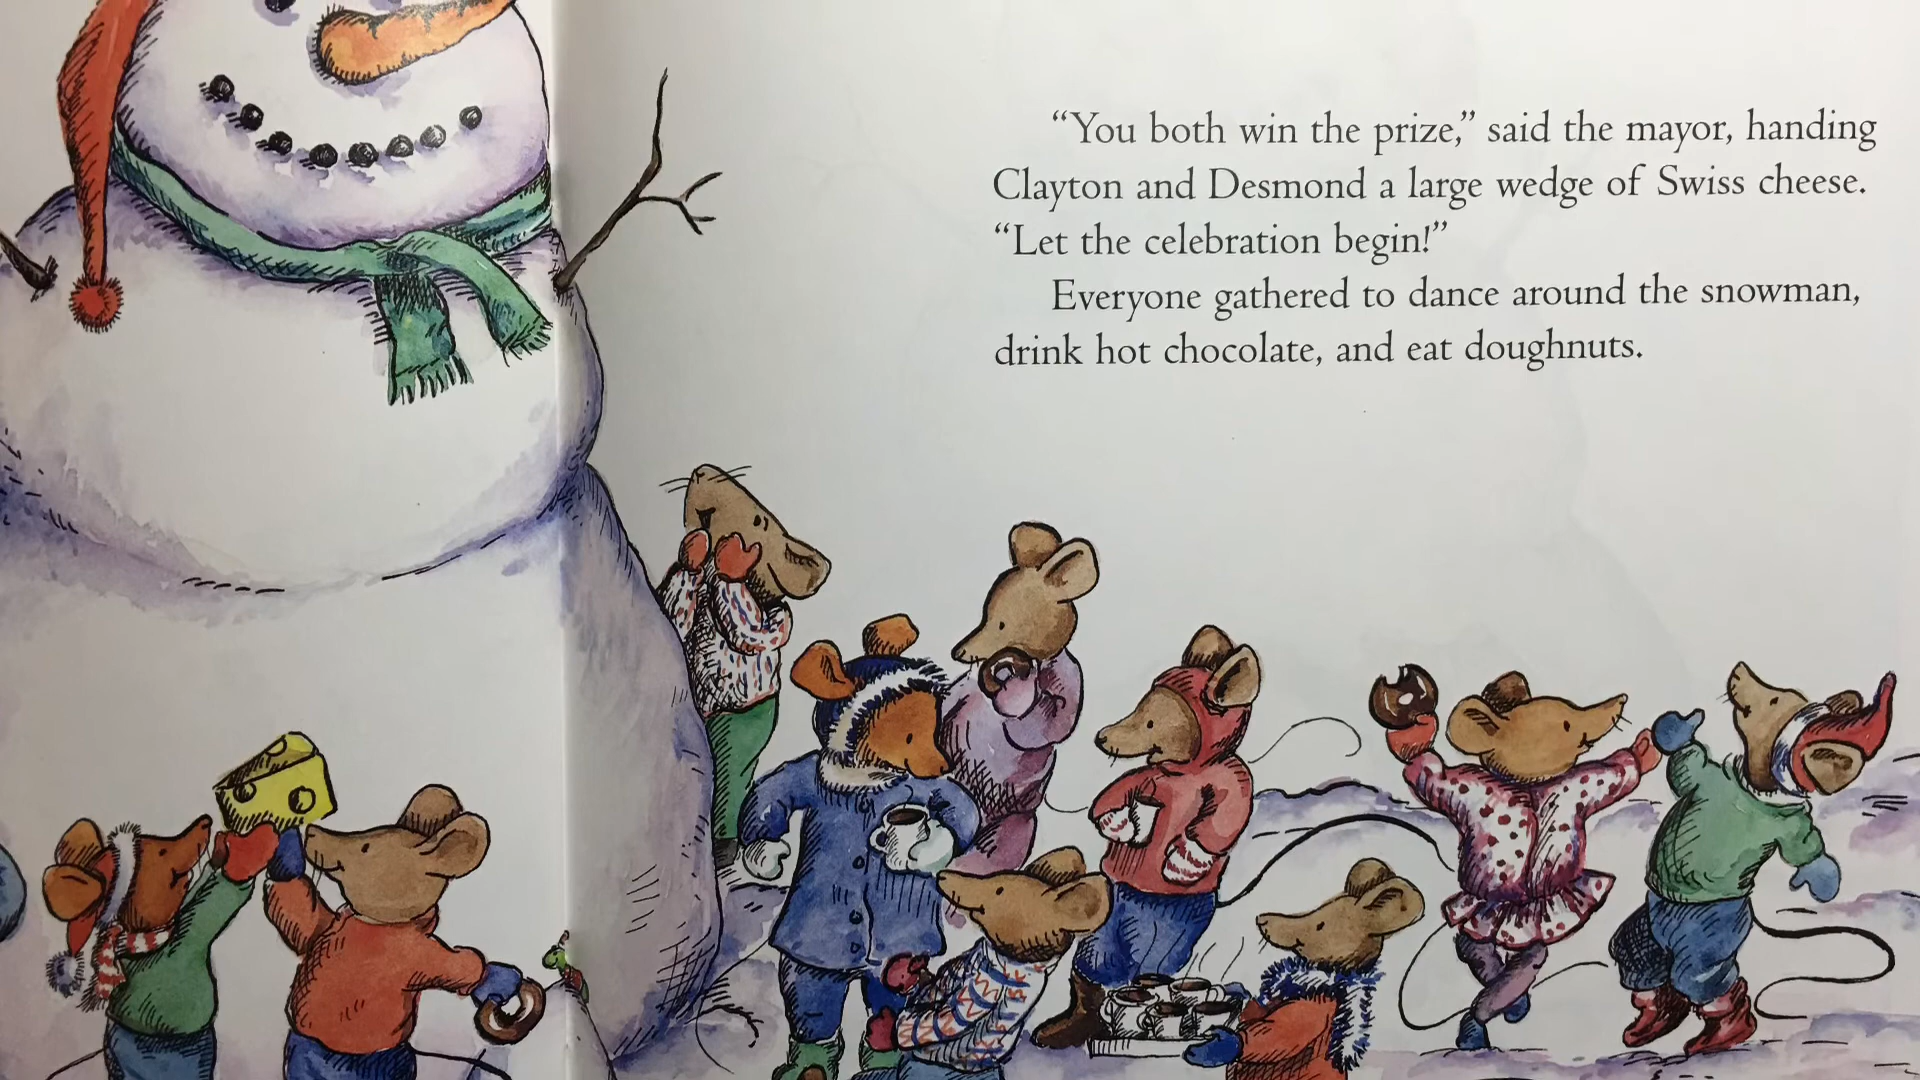 “You both win the prize,” said the mayor, handing
Clayton and Desmond a large wedge of Swiss cheese.
“Let the celebration begin!”
Everyone gathered to dance around the snowman,
drink hot chocolate, and eat doughnuts.